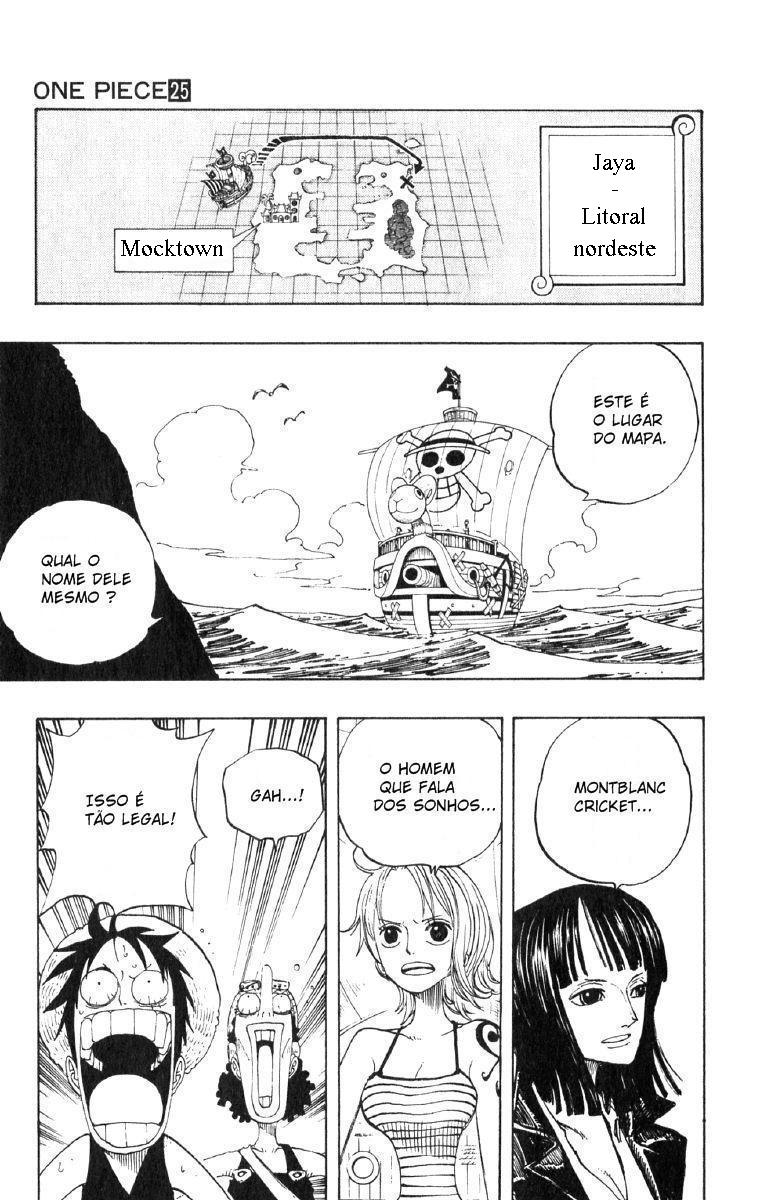 ONE PIECE 25
Mocktown
Jaya
-
Litoral
nordeste
ESTE É
O LUGAR
DO MAPA.
QUAL O
NOME DELE
MESMO ?
MONTBLANC
CRICKET...
O HOMEM
QUE FALA
DOS SONHOS...
GAH...!
ISSO É
TÃO LEGAL!